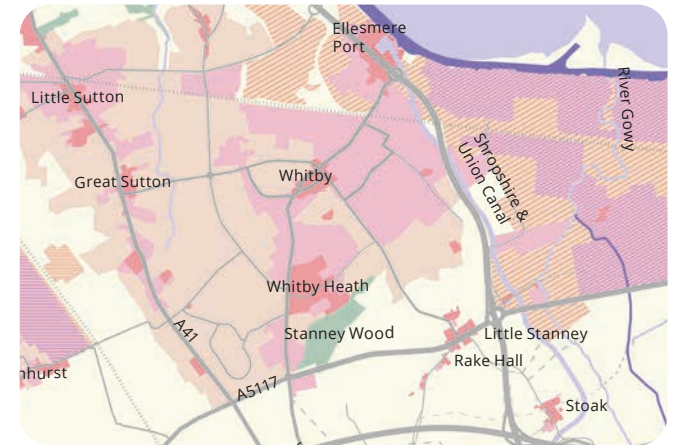 Ellesmere
Port
River Gowy
Little Sutton
Shropshire &
Union Canal
Great Sutton
Whitby
Whitby Heath
A41
Stanney Wood
Little Stanney
Rake Hall
nhurst
A5117
Stoak